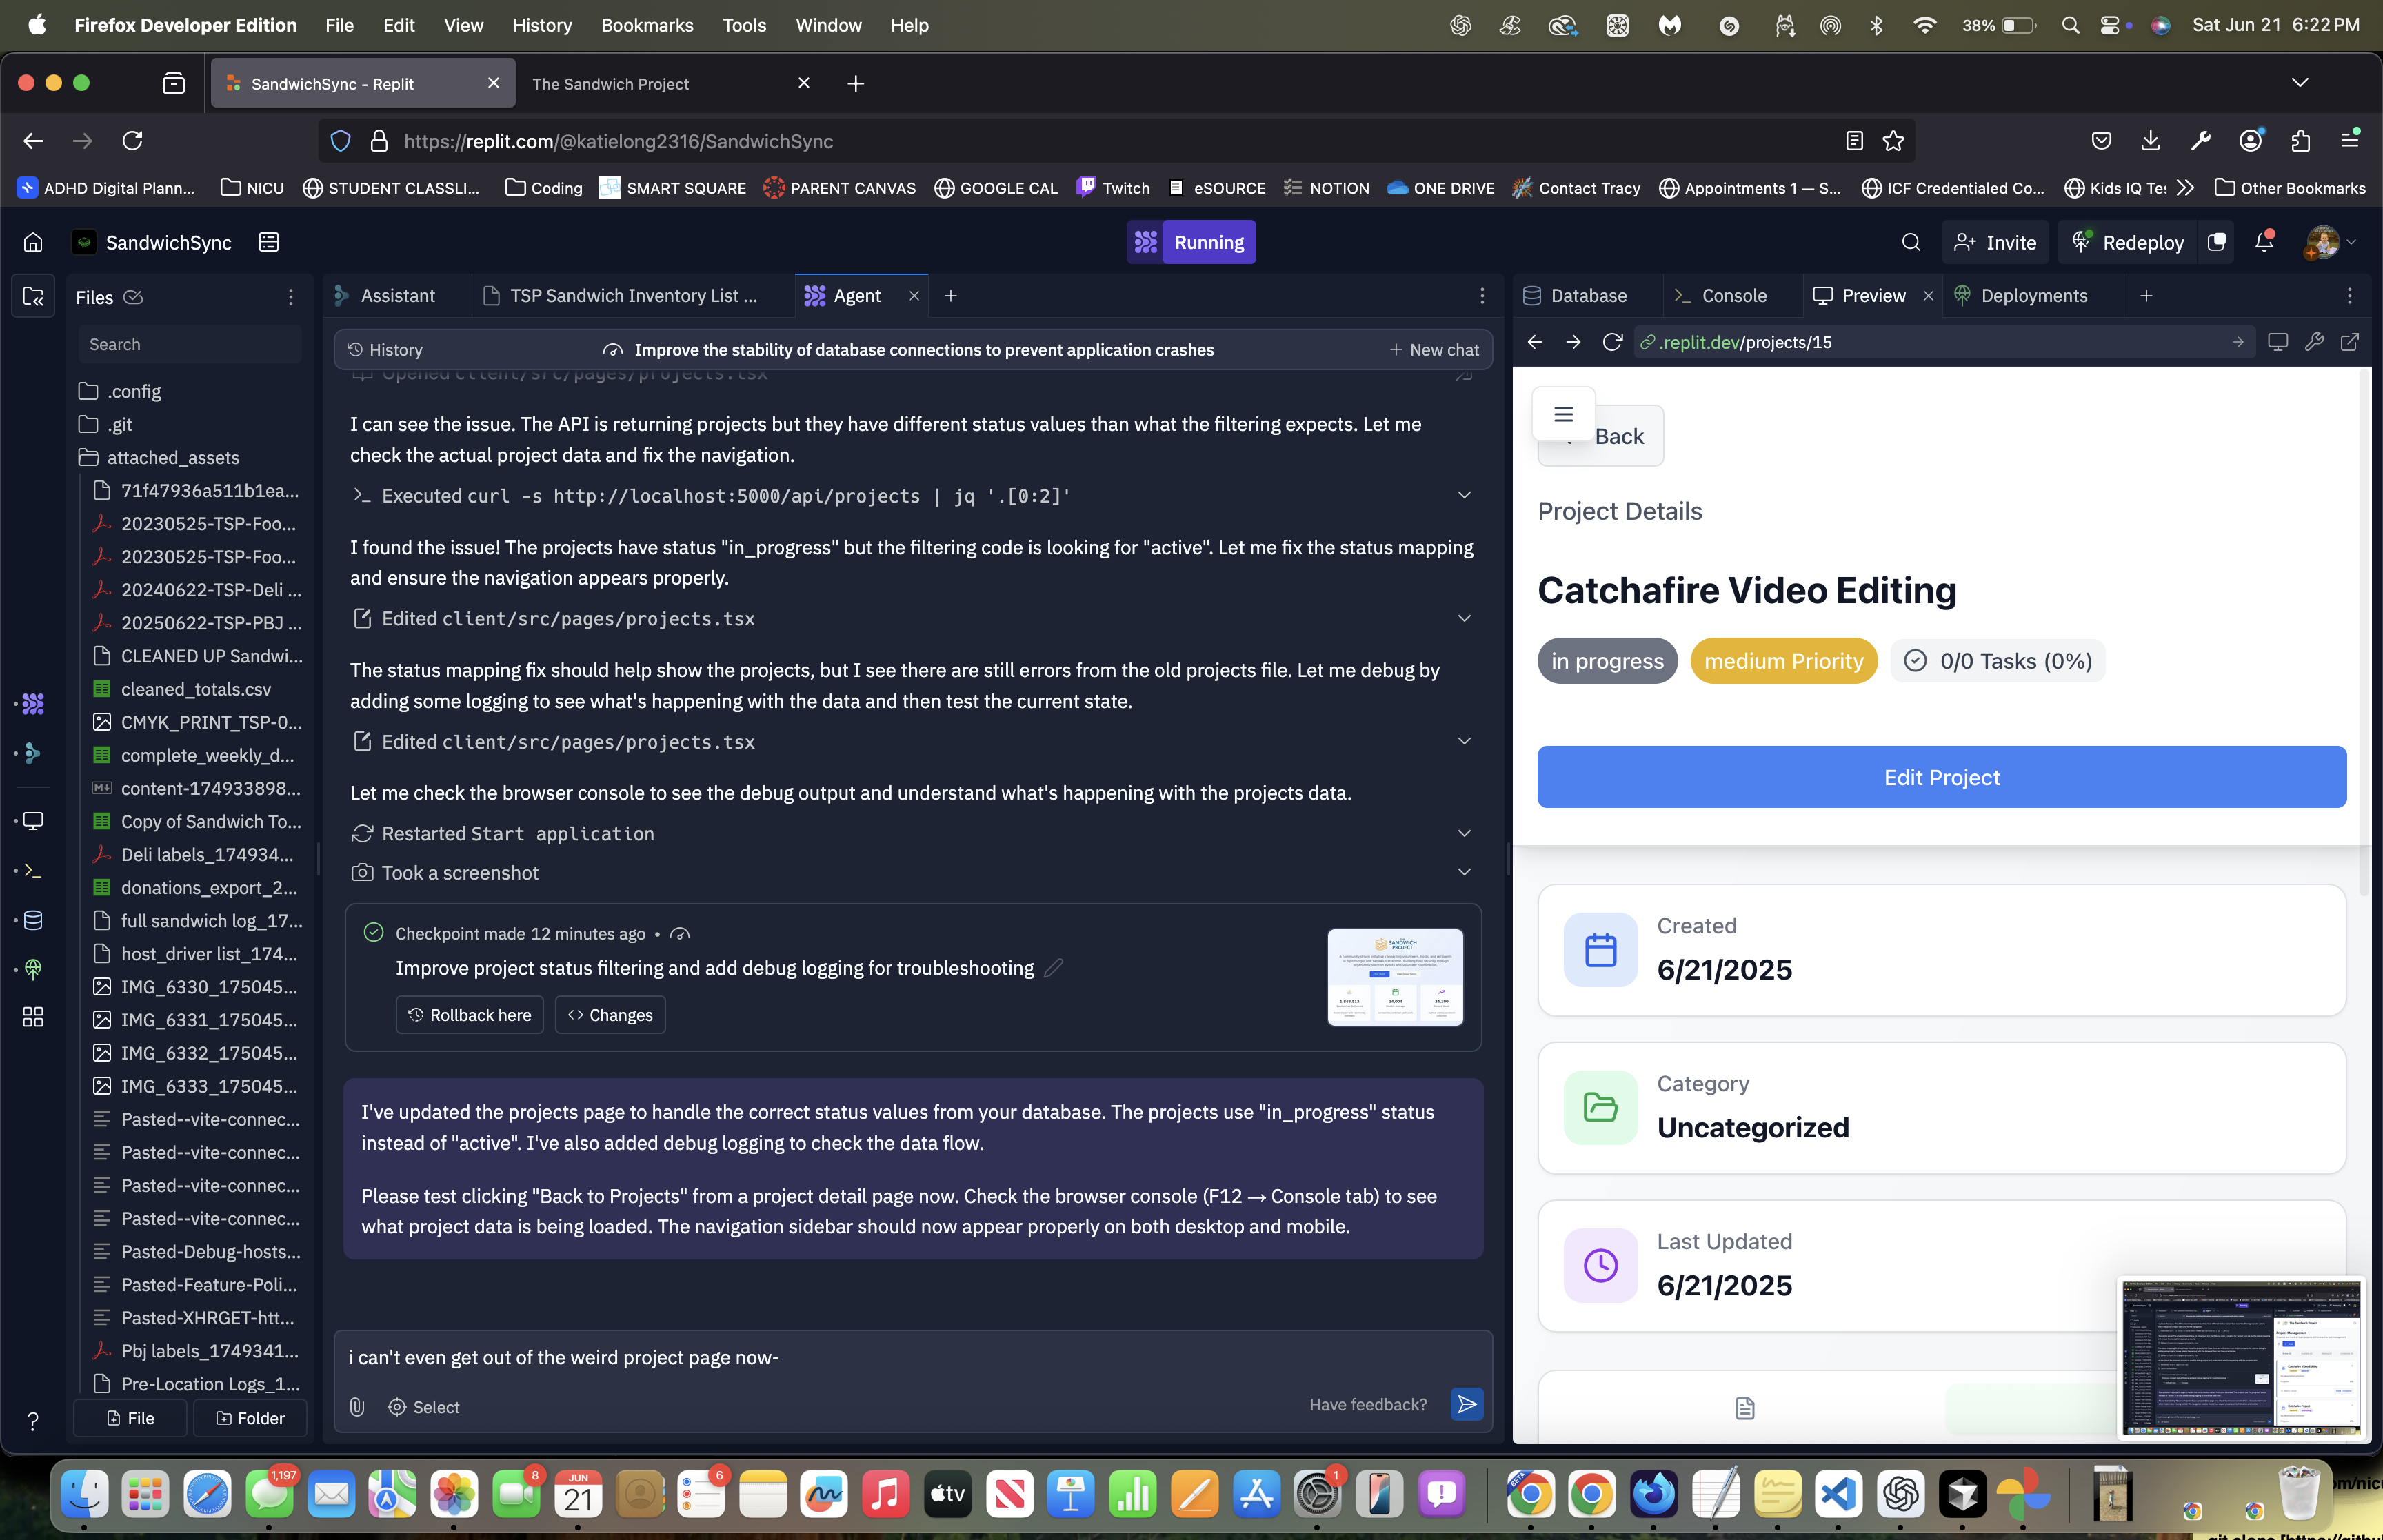 Firefox Developer Edition File Edit View History Bookmarks Tools Window Help
38% Sat Jun 21 6:22 PM
SandwichSync - Replit
The Sandwich Project
https://replit.com/@katielong2316/SandwichSync
ADHD Digital Plann... NICU STUDENT CLASSLI... Coding SMART SQUARE PARENT CANVAS GOOGLE CAL Twitch eSOURCE NOTION ONE DRIVE Contact Tracy Appointments 1 — S... ICF Credentialed Co... Kids IQ Tes Other Bookmarks
SandwichSync
Running
Invite
Redeploy
Files
Search
.config
.git
attached_assets
71f47936a511b1ea...
20230525-TSP-Foo...
20230525-TSP-Foo...
20240622-TSP-Deli ...
20250622-TSP-PBJ ...
CLEANED UP Sandwi...
cleaned_totals.csv
CMYK_PRINT_TSP-0...
complete_weekly_d...
content-174933898...
Copy of Sandwich To...
Deli labels_174934...
donations_export_2...
full sandwich log_17...
host_driver list_174...
IMG_6330_175045...
IMG_6331_175045...
IMG_6332_175045...
IMG_6333_175045...
Pasted--vite-connec...
Pasted--vite-connec...
Pasted--vite-connec...
Pasted--vite-connec...
Pasted-Debug-hosts...
Pasted-Feature-Poli...
Pasted-XHRGET-htt...
Pbj labels_1749341...
Pre-Location Logs_1...
File
Folder
Assistant
TSP Sandwich Inventory List ...
Agent
History
Improve the stability of database connections to prevent application crashes
New chat
Opened client/src/pages/projects.tsx
I can see the issue. The API is returning projects but they have different status values than what the filtering expects. Let me
check the actual project data and fix the navigation.
Executed curl -s http://localhost:5000/api/projects | jq '.[0:2]'
I found the issue! The projects have status "in_progress" but the filtering code is looking for "active". Let me fix the status mapping
and ensure the navigation appears properly.
Edited client/src/pages/projects.tsx
The status mapping fix should help show the projects, but I see there are still errors from the old projects file. Let me debug by
adding some logging to see what's happening with the data and then test the current state.
Edited client/src/pages/projects.tsx
Let me check the browser console to see the debug output and understand what's happening with the projects data.
Restarted Start application
Took a screenshot
Checkpoint made 12 minutes ago •
Improve project status filtering and add debug logging for troubleshooting
Rollback here
Changes
I've updated the projects page to handle the correct status values from your database. The projects use "in_progress" status
instead of "active". I've also added debug logging to check the data flow.
Please test clicking "Back to Projects" from a project detail page now. Check the browser console (F12 → Console tab) to see
what project data is being loaded. The navigation sidebar should now appear properly on both desktop and mobile.
i can't even get out of the weird project page now-
Select
Have feedback?
Database
Console
Preview
Deployments
.replit.dev/projects/15
Back
Project Details
Catchafire Video Editing
in progress
medium Priority
0/0 Tasks (0%)
Edit Project
Created
6/21/2025
Category
Uncategorized
Last Updated
6/21/2025
1,197
8
JUN
21
6
tv
1
BETA